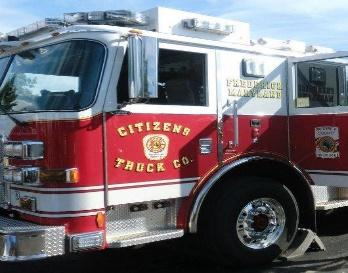 FREDERICK
MARYLAND
CITIZENS
TRUCK CO.